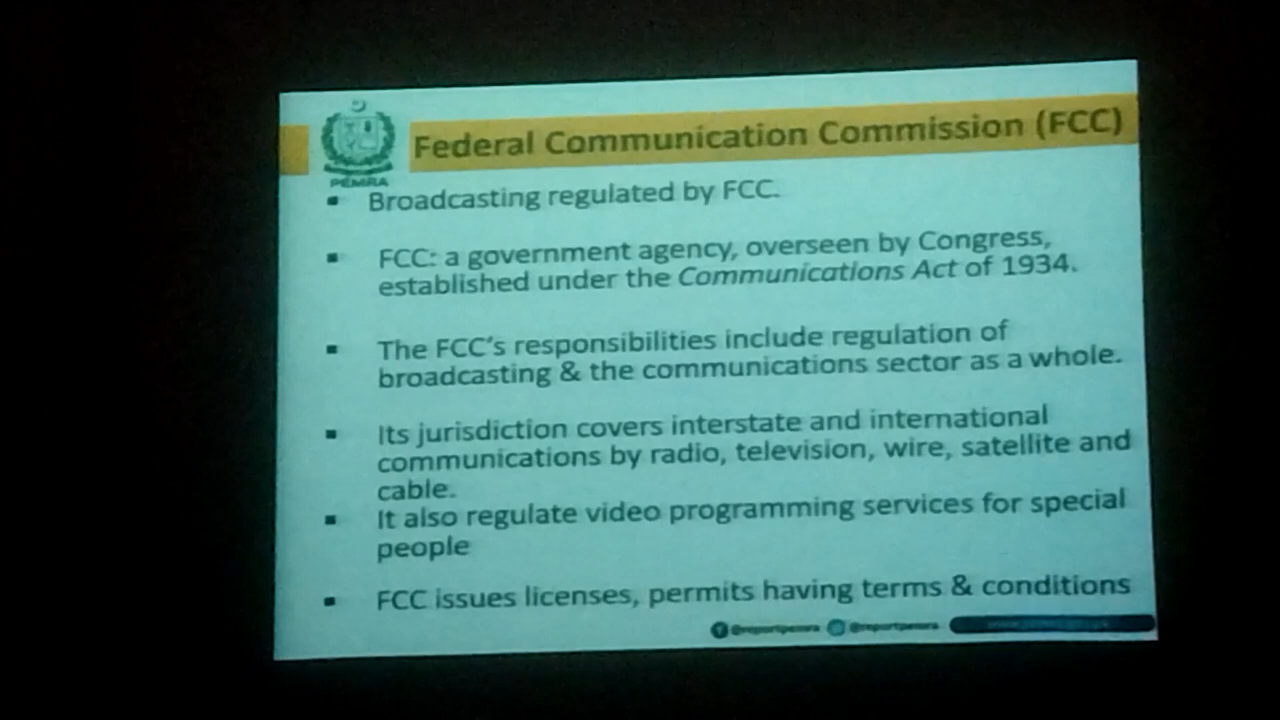 Federal Communication Commission (FCC)
PEMRA
▪ Broadcasting regulated by FCC.
▪ FCC: a government agency, overseen by Congress,
established under the Communications Act of 1934.
▪ The FCC's responsibilities include regulation of
broadcasting & the communications sector as a whole.
▪ Its jurisdiction covers interstate and international
communications by radio, television, wire, satellite and
cable.
▪ It also regulate video programming services for special
people
▪ FCC issues licenses, permits having terms & conditions
@reportpemra @reportpemra